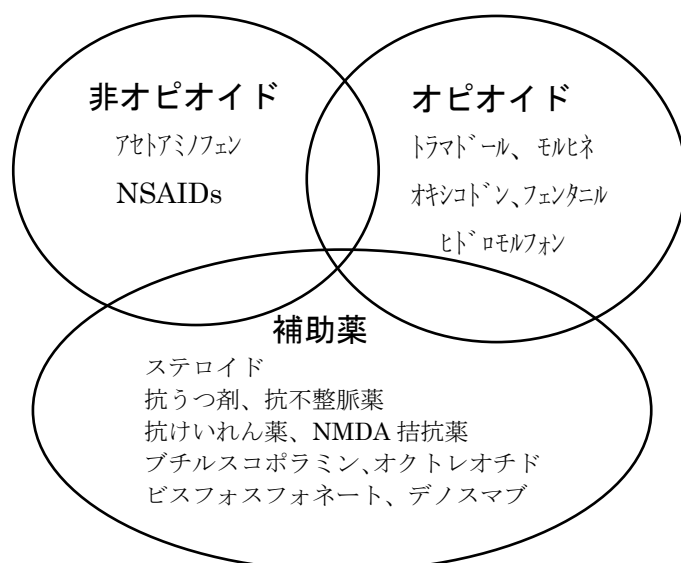 非オピオイド
ｱｾﾄｱﾐﾉﾌｪﾝ
NSAIDs
オピオイド
ﾄﾗﾏﾄﾞｰﾙ、ﾓﾙﾋﾈ
ｵｷｼｺﾄﾞﾝ、ﾌｪﾝﾀﾆﾙ
ﾋﾄﾞﾛﾓﾙﾌｫﾝ
補助薬
ステロイド
抗うつ剤、抗不整脈薬
抗けいれん薬、NMDA 拮抗薬
ブチルスコポラミン、オクトレオチド
ビスフォスフォネート、デノスマブ